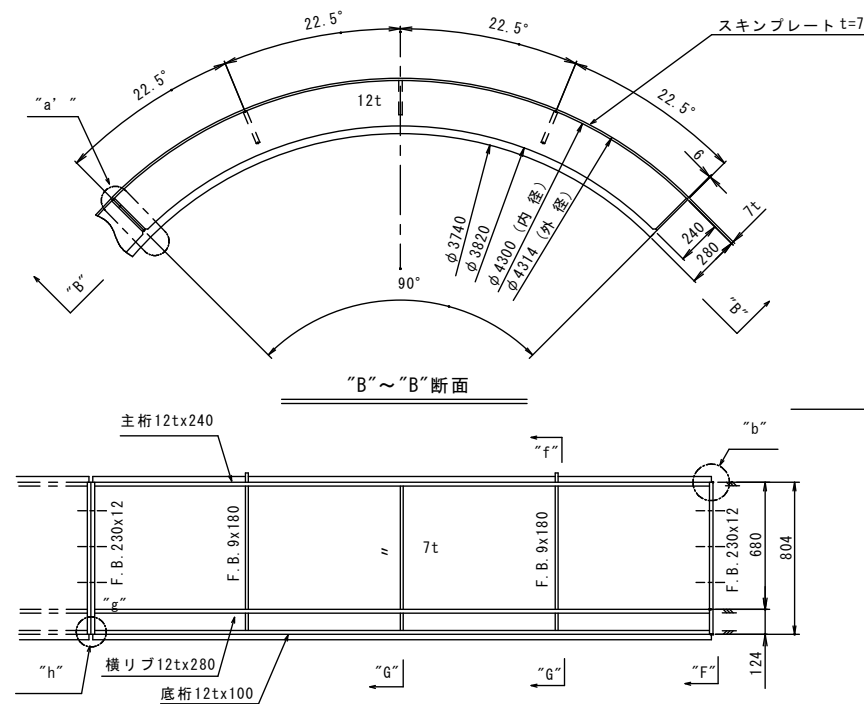 22.5°
22.5°
スキンプレートt=7
22.5°
22.5°
"a' "
12t
6
7t
240
280
φ3740
φ3820
φ4300 (内 径)
φ4314 (外 径)
90°
"B"
"B"
"B"～"B"断面
主桁12tx240
"f"
"b"
F.B.230x12
F.B.9x180
〃
7t
F.B.9x180
F.B.230x12
680
804
"g"
"h"
横リブ12tx280
"G"
"G"
"F"
124
底桁12tx100